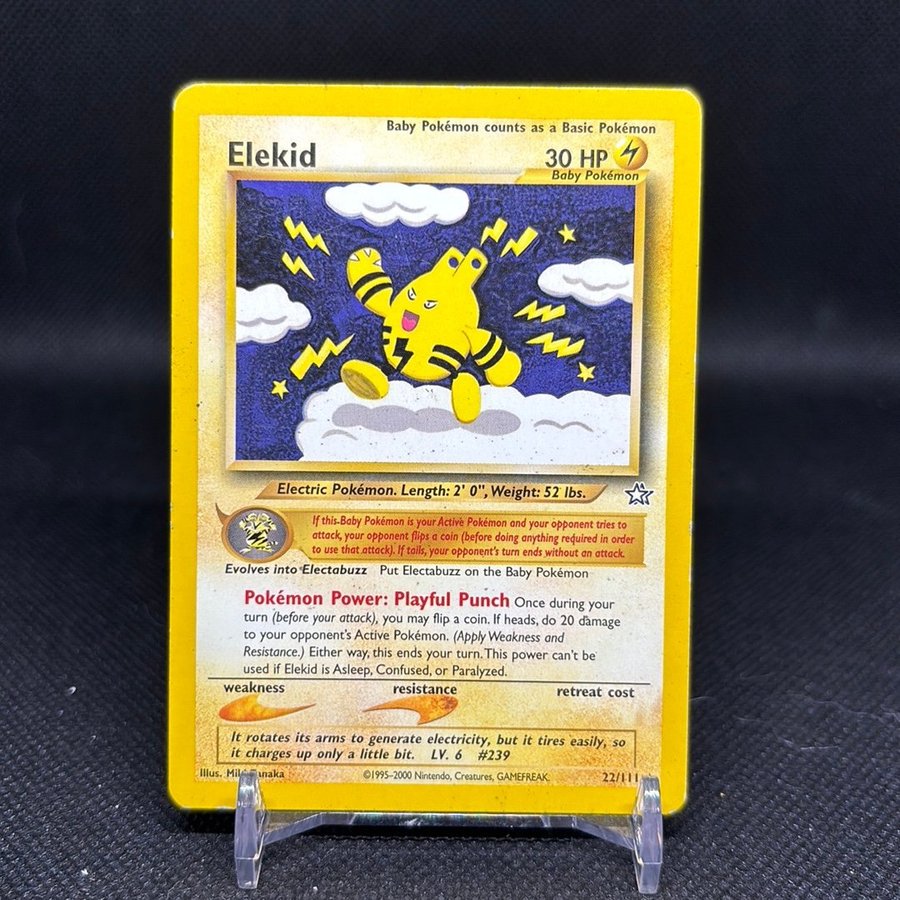 Baby Pokémon counts as a Basic Pokémon
Elekid 30 HP
Baby Pokémon
Electric Pokémon. Length: 2' 0", Weight: 52 lbs.
If this Baby Pokémon is your Active Pokémon and your opponent tries to
attack, your opponent flips a coin (before doing anything required in order
to use that attack). If tails, your opponent's turn ends without an attack.
Evolves into Electabuzz Put Electabuzz on the Baby Pokémon
Pokémon Power: Playful Punch Once during your
turn (before your attack), you may flip a coin. If heads, do 20 damage
to your opponent's Active Pokémon. (Apply Weakness and
Resistance.) Either way, this ends your turn. This power can't be
used if Elekid is Asleep, Confused, or Paralyzed.
weakness resistance retreat cost
It rotates its arms to generate electricity, but it tires easily, so
it charges up only a little bit. LV. 6 #239
Illus. ©1995-2000 Nintendo, Creatures, GAMEFREAK. 22/111